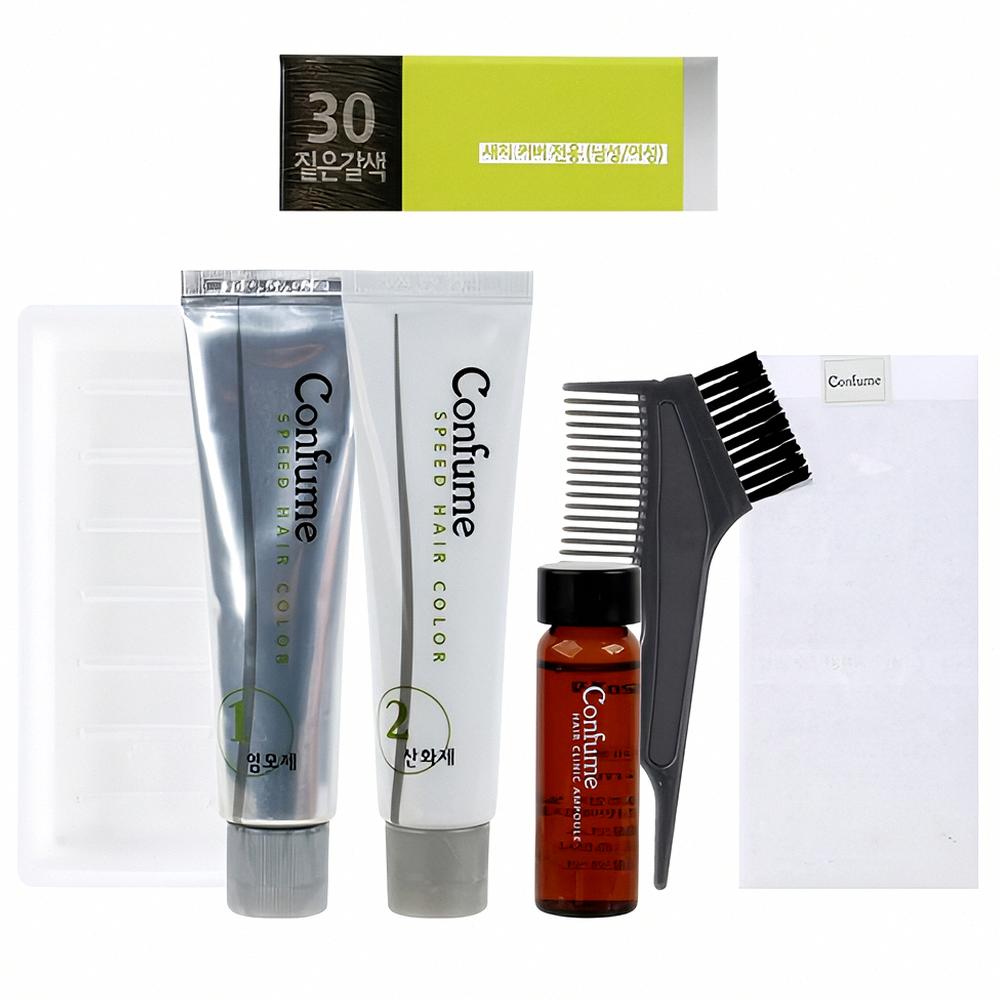 30
짙은갈색
새치 커버 전용 (남성/여성)
Confume
SPEED HAIR COLOR
1
염모제
Confume
SPEED HAIR COLOR
2
산화제
Confume
HAIR CLINIC AMPOULE
Confume